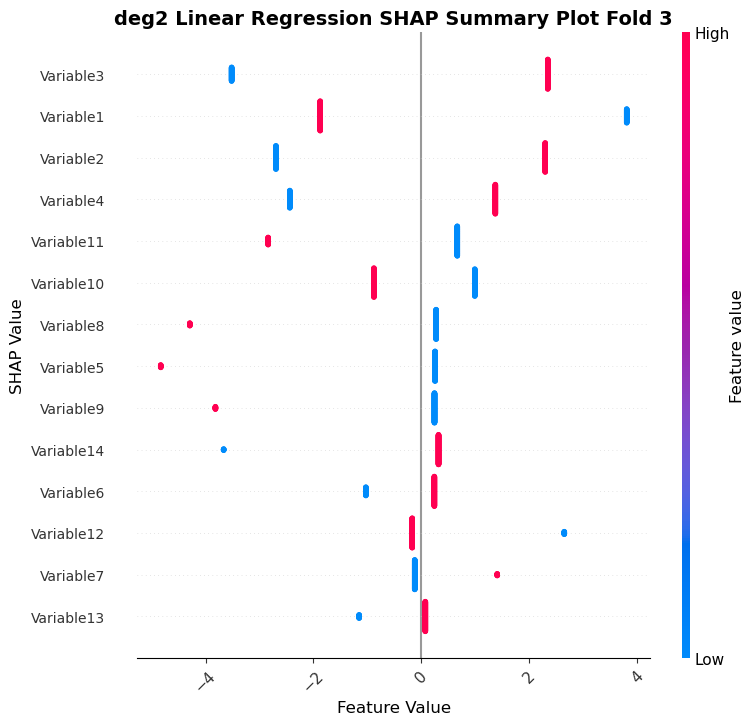 deg2 Linear Regression SHAP Summary Plot Fold 3
High
Variable3
Variable1
Variable2
Variable4
Variable11
Variable10
Variable8
Variable5
Variable9
Variable14
Variable6
Variable12
Variable7
Variable13
SHAP Value
Feature value
Low
−4
−2
0
2
4
Feature Value